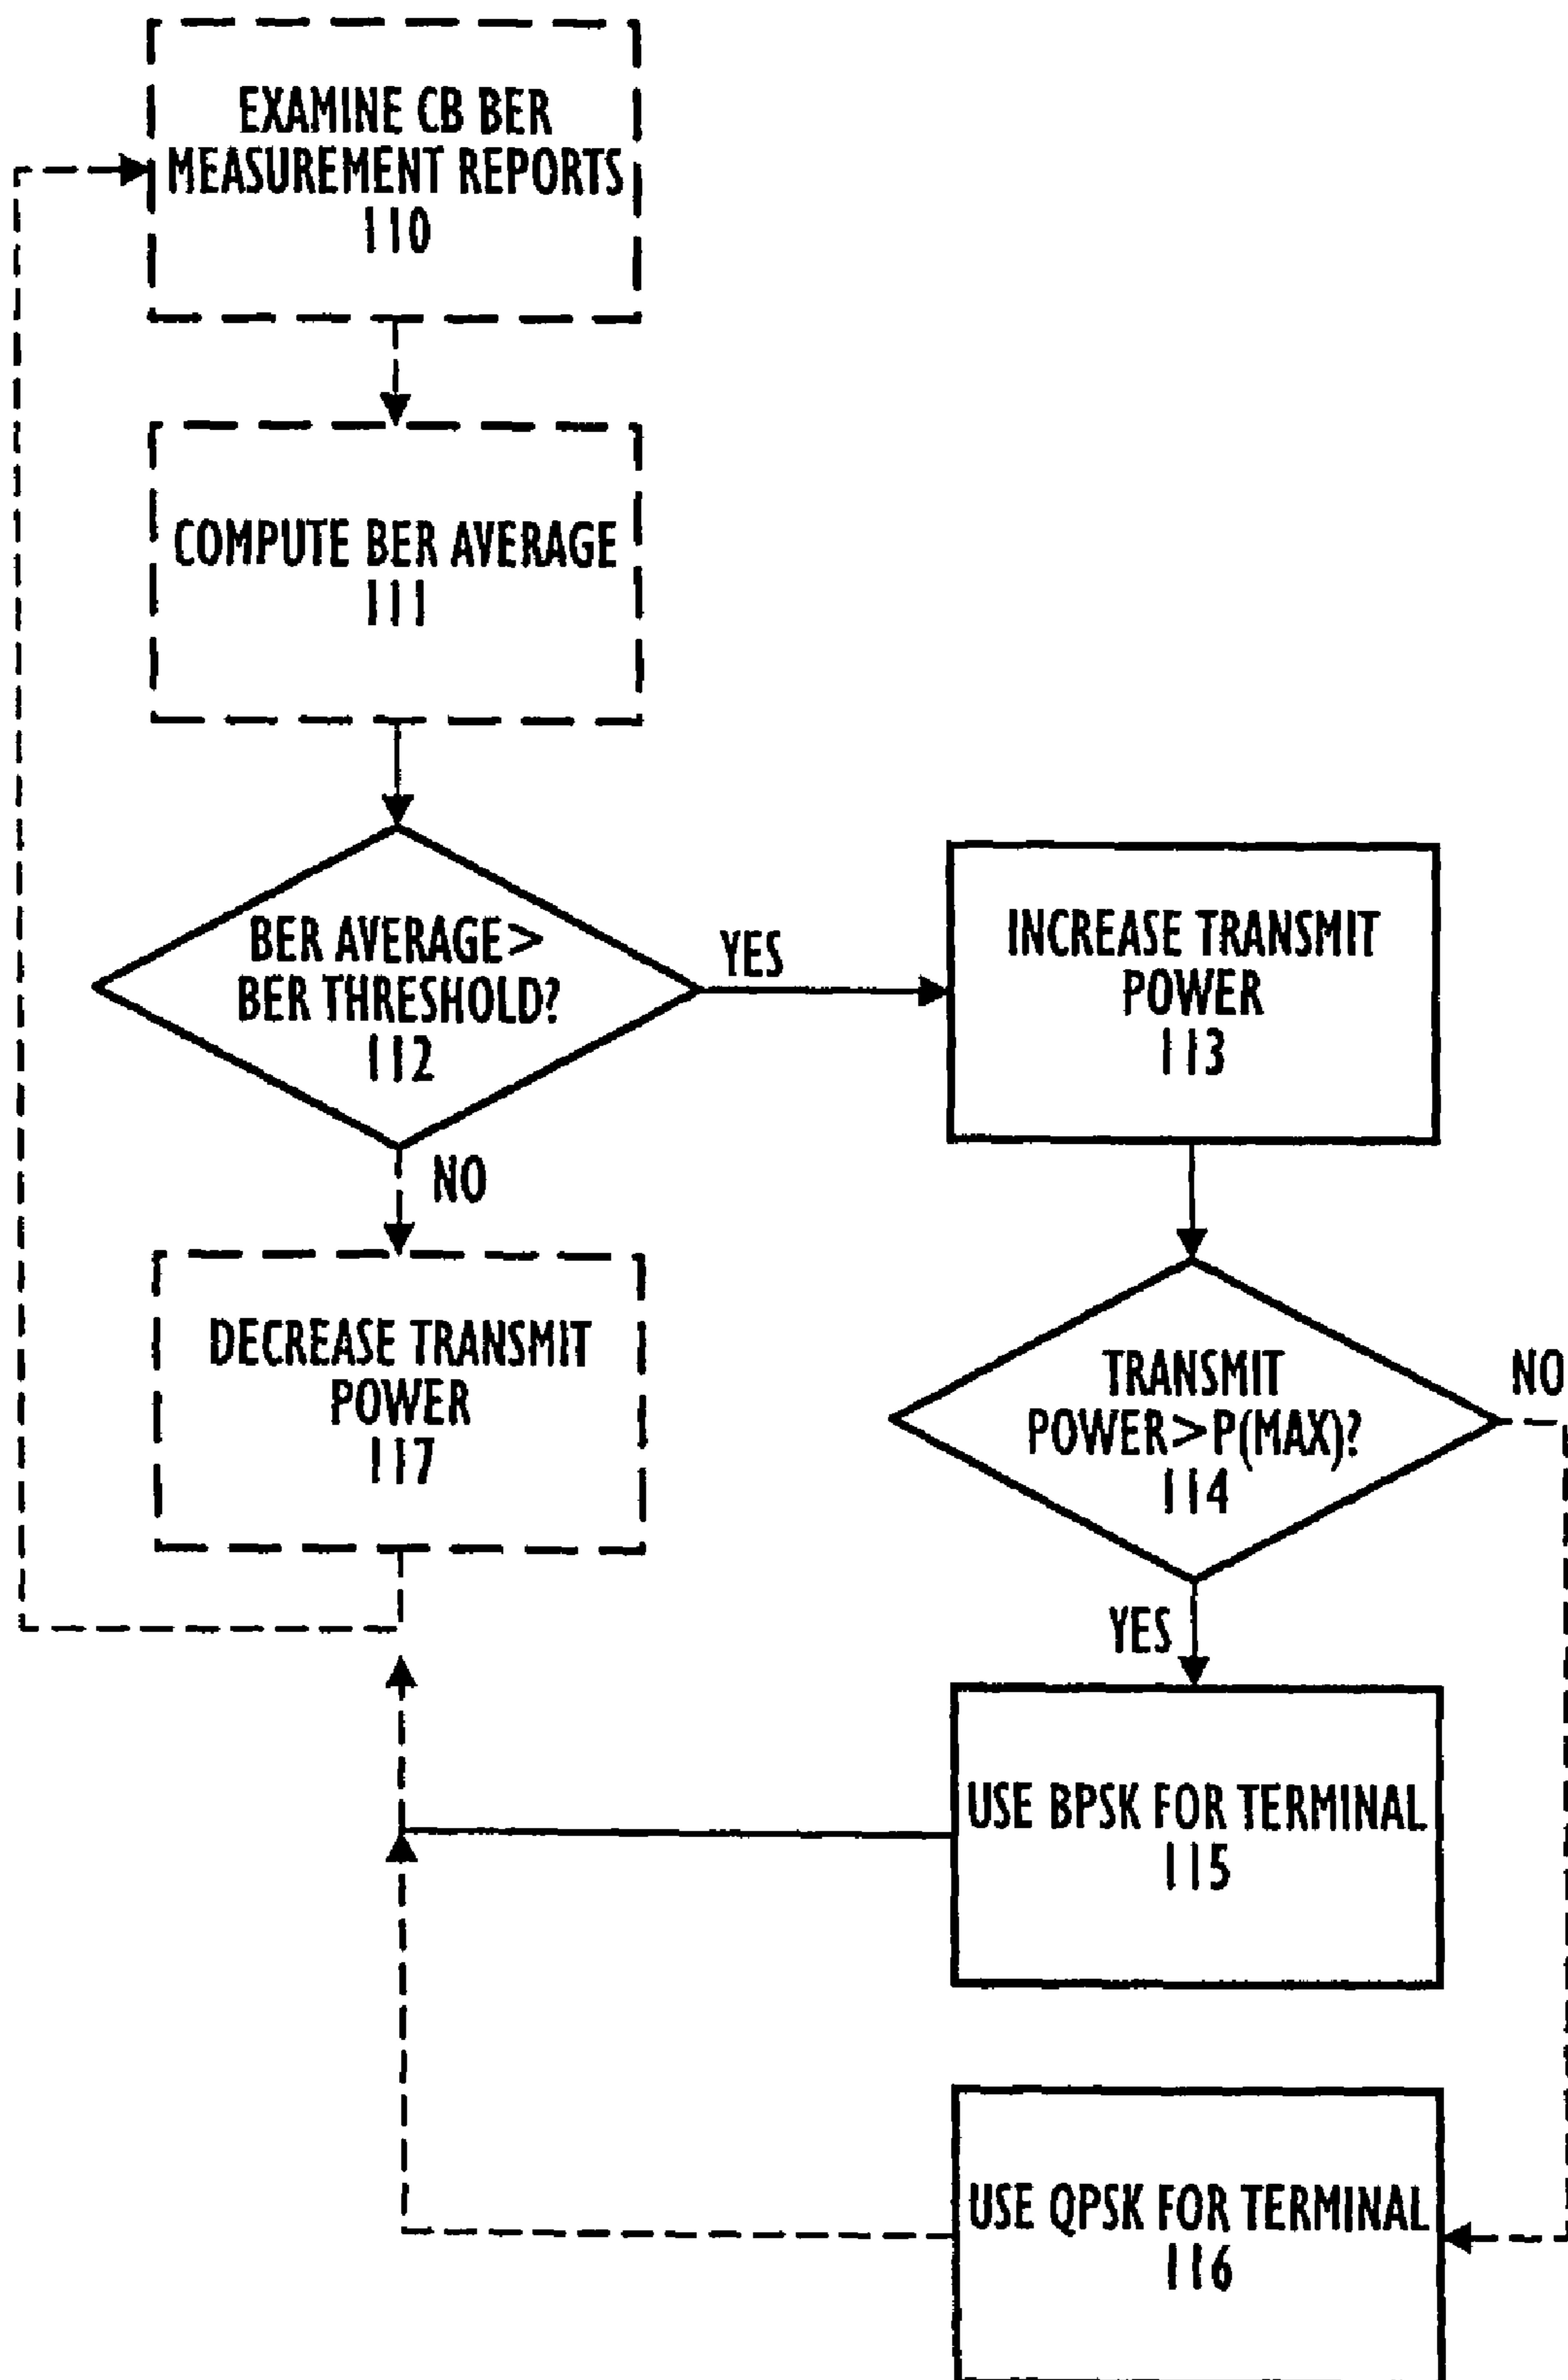 EXAMINE CB BER
MEASUREMENT REPORTS
110
COMPUTE BER AVERAGE
111
BER AVERAGE>
BER THRESHOLD?
112
YES
INCREASE TRANSMIT
POWER
113
NO
DECREASE TRANSMIT
POWER
117
TRANSMIT
POWER>P(MAX)?
114
NO
YES
USE BPSK FOR TERMINAL
115
USE QPSK FOR TERMINAL
116